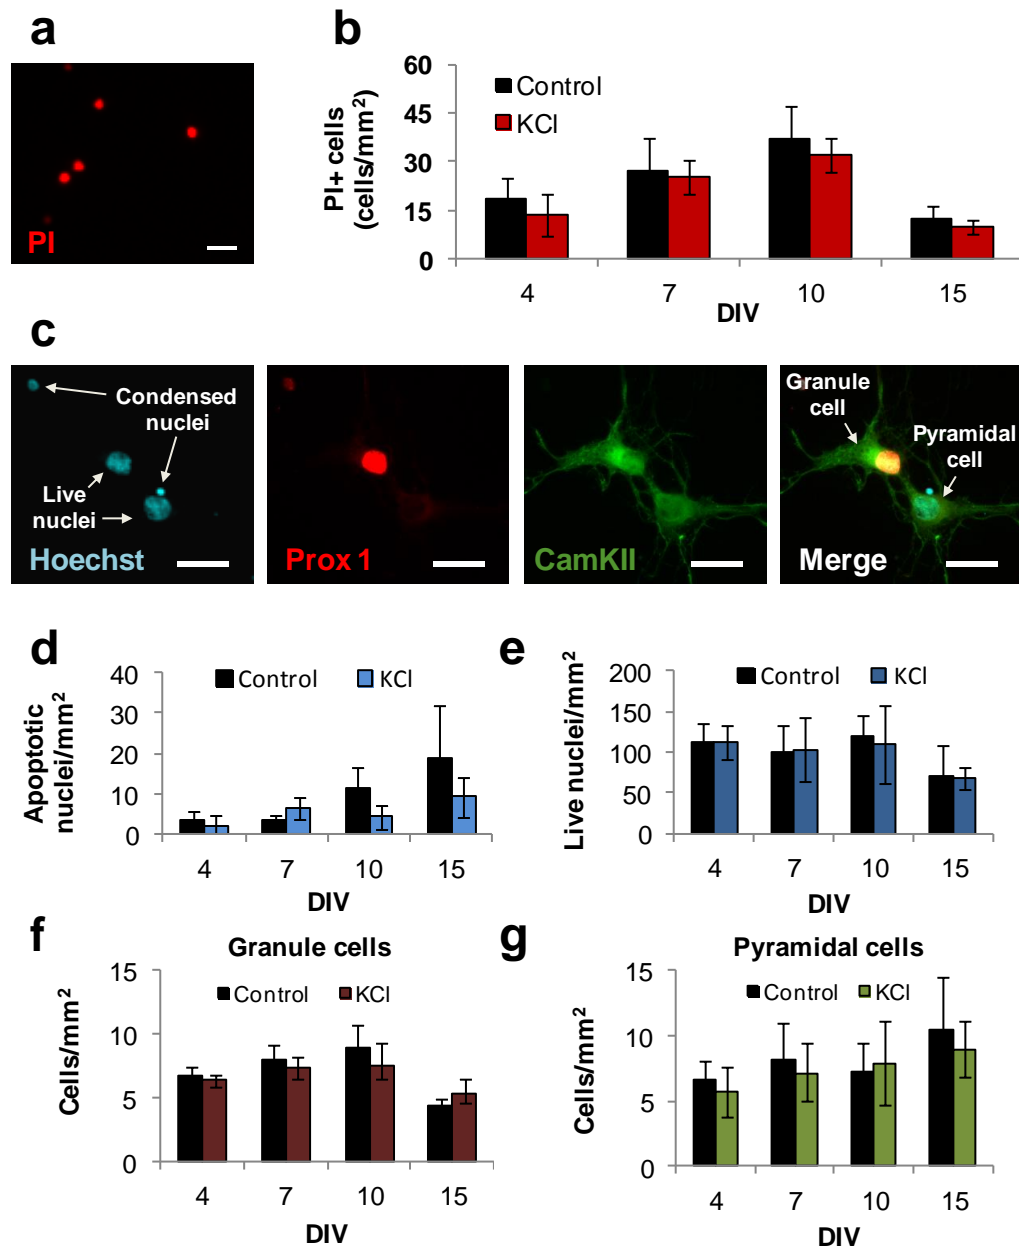 a
PI
b
PI+ cells
(cells/mm²)
60
45
30
15
0
Control
KCl
4 7 10 15
DIV
c
Condensed
nuclei
Live
nuclei
Hoechst
Prox 1
CamKII
Granule
cell
Pyramidal
cell
Merge
d
Apoptotic
nuclei/mm²
40
30
20
10
0
Control KCl
4 7 10 15
DIV
e
Live nuclei/mm²
200
150
100
50
0
Control KCl
4 7 10 15
DIV
f
Granule cells
Cells/mm²
15
10
5
0
Control KCl
4 7 10 15
DIV
g
Pyramidal cells
Cells/mm²
15
10
5
0
Control KCl
4 7 10 15
DIV